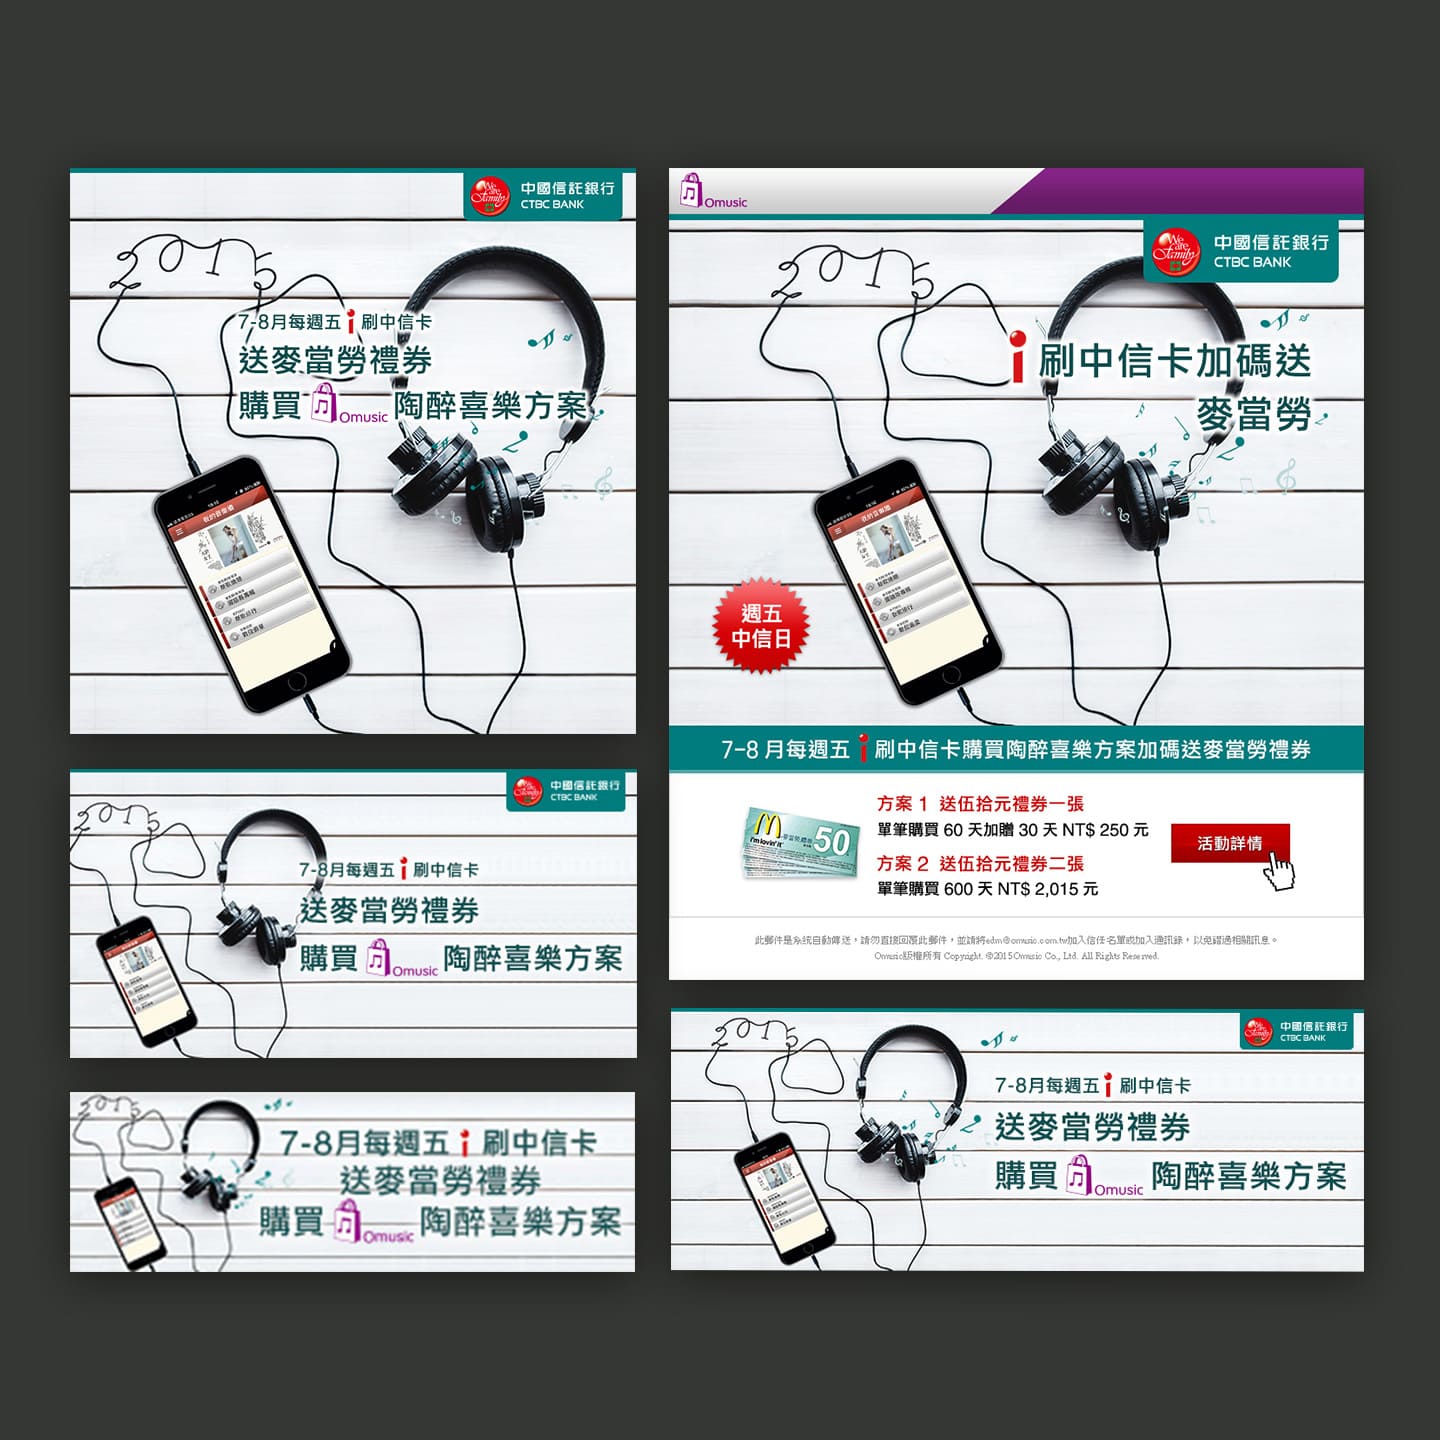 We are Family
中國信託銀行
CTBC BANK
2015
7-8月每週五 i 刷中信卡
送麥當勞禮券
購買 Omusic 陶醉喜樂方案
Omusic
We are Family
中國信託銀行
CTBC BANK
2015
i 刷中信卡加碼送
麥當勞
週五
中信日
7-8 月每週五 i 刷中信卡購買陶醉喜樂方案加碼送麥當勞禮券
i'm lovin' it
50
方案 1 送伍拾元禮券一張
單筆購買 60 天加贈 30 天 NT$ 250 元
方案 2 送伍拾元禮券二張
單筆購買 600 天 NT$ 2,015 元
活動詳情
此郵件是系統自動傳送，請勿直接回覆此郵件，並請將edm@omusic.com.tw加入信任名單或加入通訊錄，以免錯過相關訊息。
Omusic版權所有 Copyright. ©2015 Omusic Co., Ltd. All Rights Reserved.
We are Family
中國信託銀行
CTBC BANK
2015
7-8月每週五 i 刷中信卡
送麥當勞禮券
購買 Omusic 陶醉喜樂方案
2015
7-8月每週五 i 刷中信卡
送麥當勞禮券
購買 Omusic 陶醉喜樂方案
We are Family
中國信託銀行
CTBC BANK
2015
7-8月每週五 i 刷中信卡
送麥當勞禮券
購買 Omusic 陶醉喜樂方案